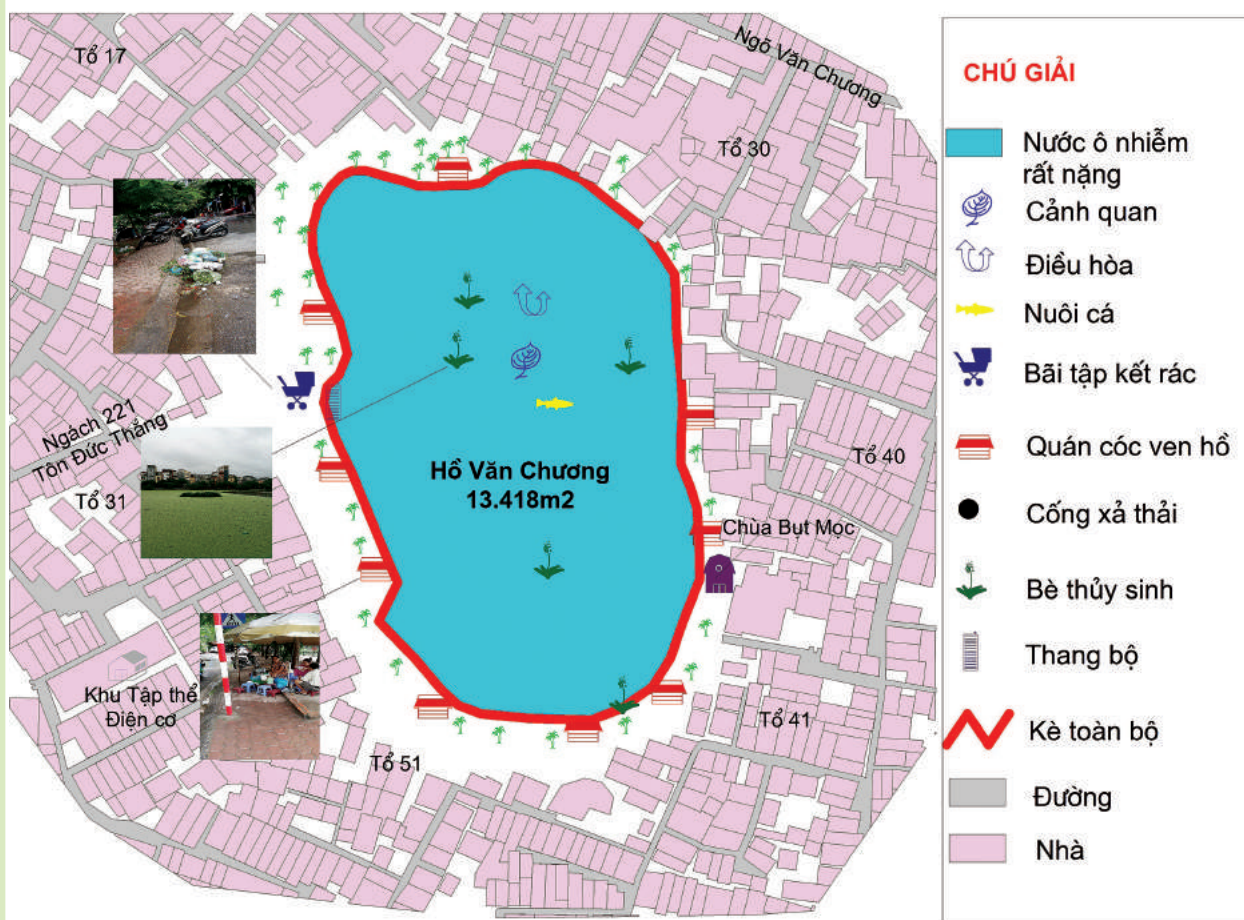 Tổ 17
Ngõ Văn Chương
Tổ 30
Ngách 221
Tôn Đức Thắng
Tổ 31
Hồ Văn Chương
13.418m2
Tổ 40
Chùa Bụt Mọc
Khu Tập thể
Điện cơ
Tổ 41
Tổ 51
CHÚ GIẢI
Nước ô nhiễm
rất nặng
Cảnh quan
Điều hòa
Nuôi cá
Bãi tập kết rác
Quán cóc ven hồ
Cống xả thải
Bè thủy sinh
Thang bộ
Kè toàn bộ
Đường
Nhà